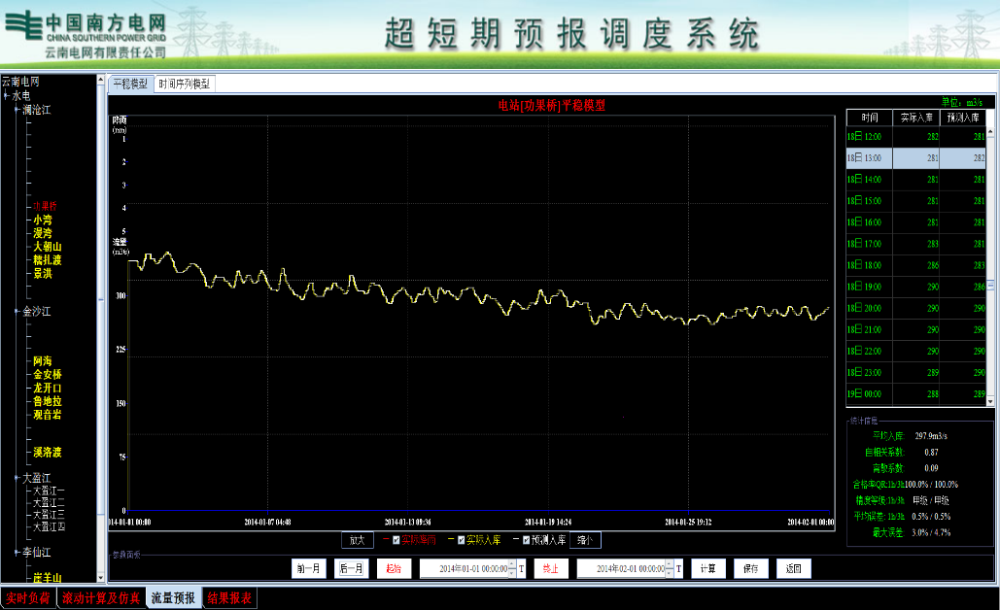 中国南方电网
CHINA SOUTHERN POWER GRID
云南电网有限责任公司
超短期预报调度系统
云南电网
水电
澜沧江
功果桥
小湾
漫湾
大朝山
糯扎渡
景洪
金沙江
阿海
金安桥
龙开口
鲁地拉
观音岩
溪洛渡
大盈江
大盈江一
大盈江二
大盈江三
大盈江四
李仙江
崖羊山
平稳模型 时间序列模型
电站[功果桥]平稳模型
降雨
(mm)
1
2
3
4
5
流量
(m3/s)
300
225
150
75
0
2014-01-01 00:00 2014-01-07 04:48 2014-01-13 09:36 2014-01-19 14:24 2014-01-25 19:12 2014-02-01 00:00
放大 实际降雨 实际入库 预测入库 缩小
单位: m3/s
时间 实际入库 预测入库
18日 12:00 282 281
18日 13:00 281 282
18日 14:00 281 281
18日 15:00 281 281
18日 16:00 281 281
18日 17:00 283 281
18日 18:00 286 283
18日 19:00 290 286
18日 20:00 290 290
18日 21:00 290 290
18日 22:00 290 290
18日 23:00 289 290
19日 00:00 288 289
统计信息
平均入库: 297.9m3/s
自相关系数: 0.87
离势系数: 0.09
合格率QR:1h/3h: 100.0% / 100.0%
精度等级:1h/3h: 甲级 / 甲级
平均误差: 1h/3h: 0.5% / 0.5%
最大误差: 3.0% / 4.7%
参数面板
前一月 后一月 起始 2014年01-01 00:00:00 T 终止 2014年02-01 00:00:00 T 计算 保存 返回
实时负荷 滚动计算及仿真 流量预报 结果报表